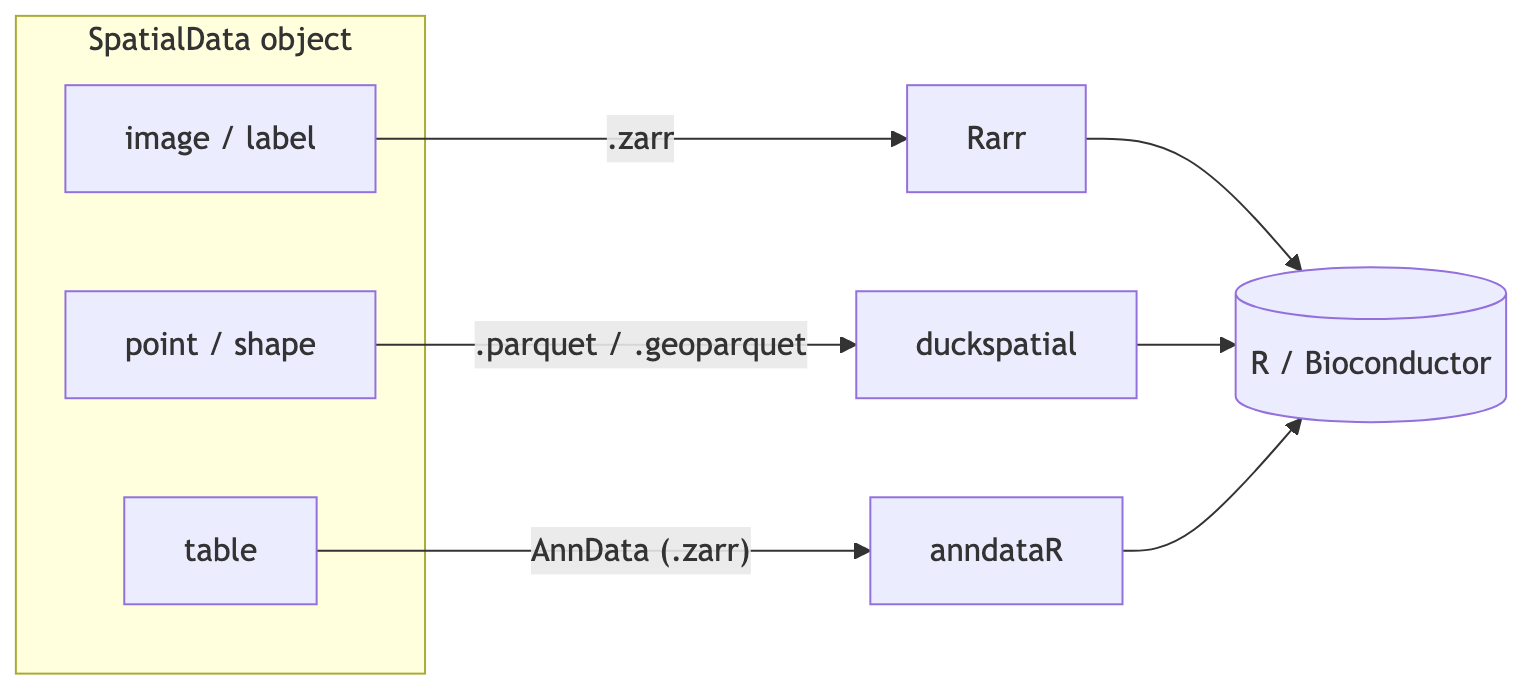 SpatialData object
image / label
.zarr
Rarr
point / shape
.parquet / .geoparquet
duckspatial
R / Bioconductor
table
AnnData (.zarr)
anndataR